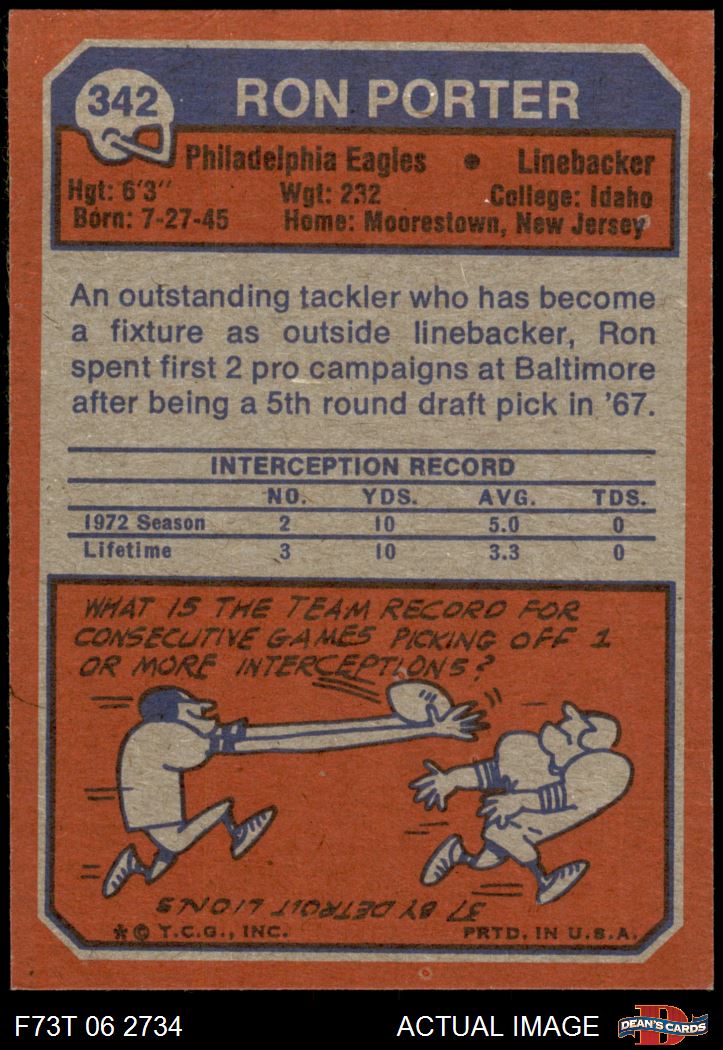 342 RON PORTER
Philadelphia Eagles • Linebacker
Hgt: 6'3" Wgt: 232 College: Idaho
Born: 7-27-45 Home: Moorestown, New Jersey
An outstanding tackler who has become
a fixture as outside linebacker, Ron
spent first 2 pro campaigns at Baltimore
after being a 5th round draft pick in '67.
INTERCEPTION RECORD
NO. YDS. AVG. TDS.
1972 Season 2 10 5.0 0
Lifetime 3 10 3.3 0
WHAT IS THE TEAM RECORD FOR
CONSECUTIVE GAMES PICKING OFF 1
OR MORE INTERCEPTIONS?
37 BY DETROIT LIONS
* © T.C.G., INC. PRTD. IN U.S.A.
F73T 06 2734 ACTUAL IMAGE D DEAN'S CARDS